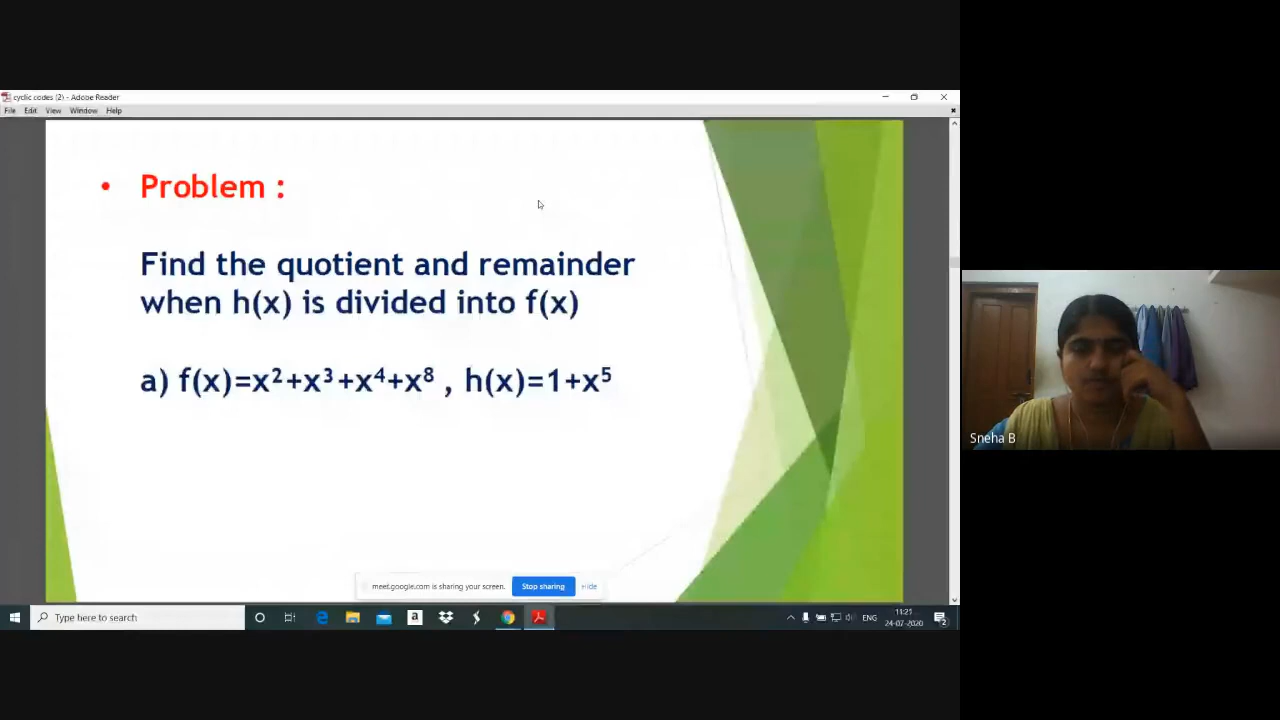 cyclic codes (2) - Adobe Reader
File Edit View Window Help
• Problem :
Find the quotient and remainder
when h(x) is divided into f(x)
a) f(x)=x²+x³+x⁴+x⁸ , h(x)=1+x⁵
Sneha B
meet.google.com is sharing your screen. Stop sharing Hide
Type here to search
ENG
11:21
24-07-2020